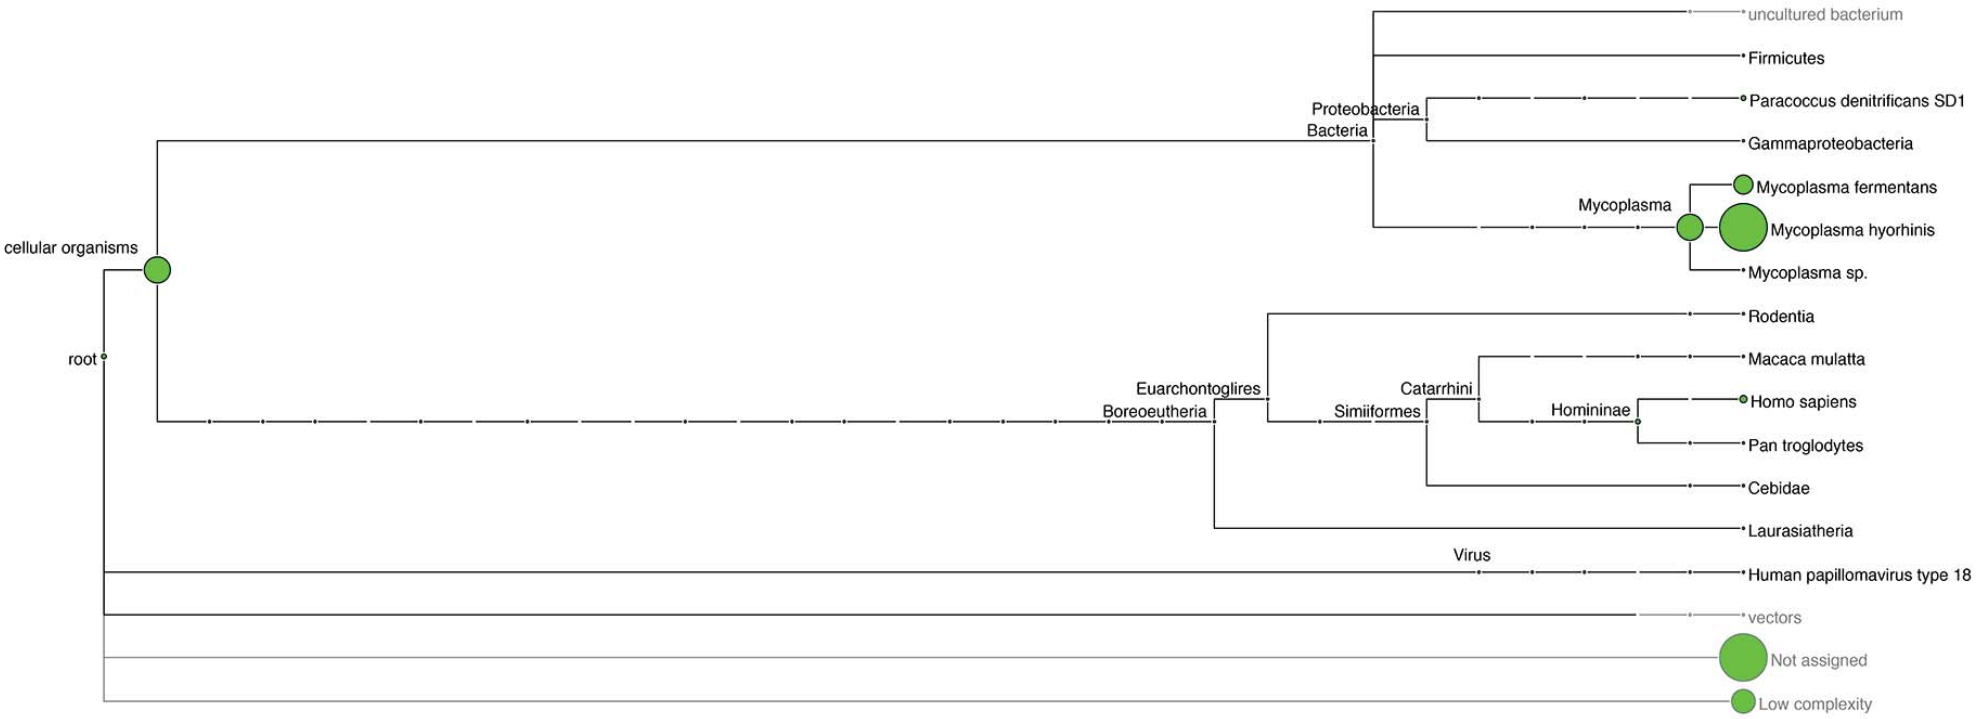 uncultured bacterium
Firmicutes
Paracoccus denitrificans SD1
Proteobacteria
Bacteria
Gammaproteobacteria
Mycoplasma fermentans
Mycoplasma
Mycoplasma hyorhinis
cellular organisms
Mycoplasma sp.
Rodentia
root
Macaca mulatta
Euarchontoglires
Catarrhini
Homo sapiens
Boreoeutheria
Simiiformes
Homininae
Pan troglodytes
Cebidae
Laurasiatheria
Virus
Human papillomavirus type 18
vectors
Not assigned
Low complexity